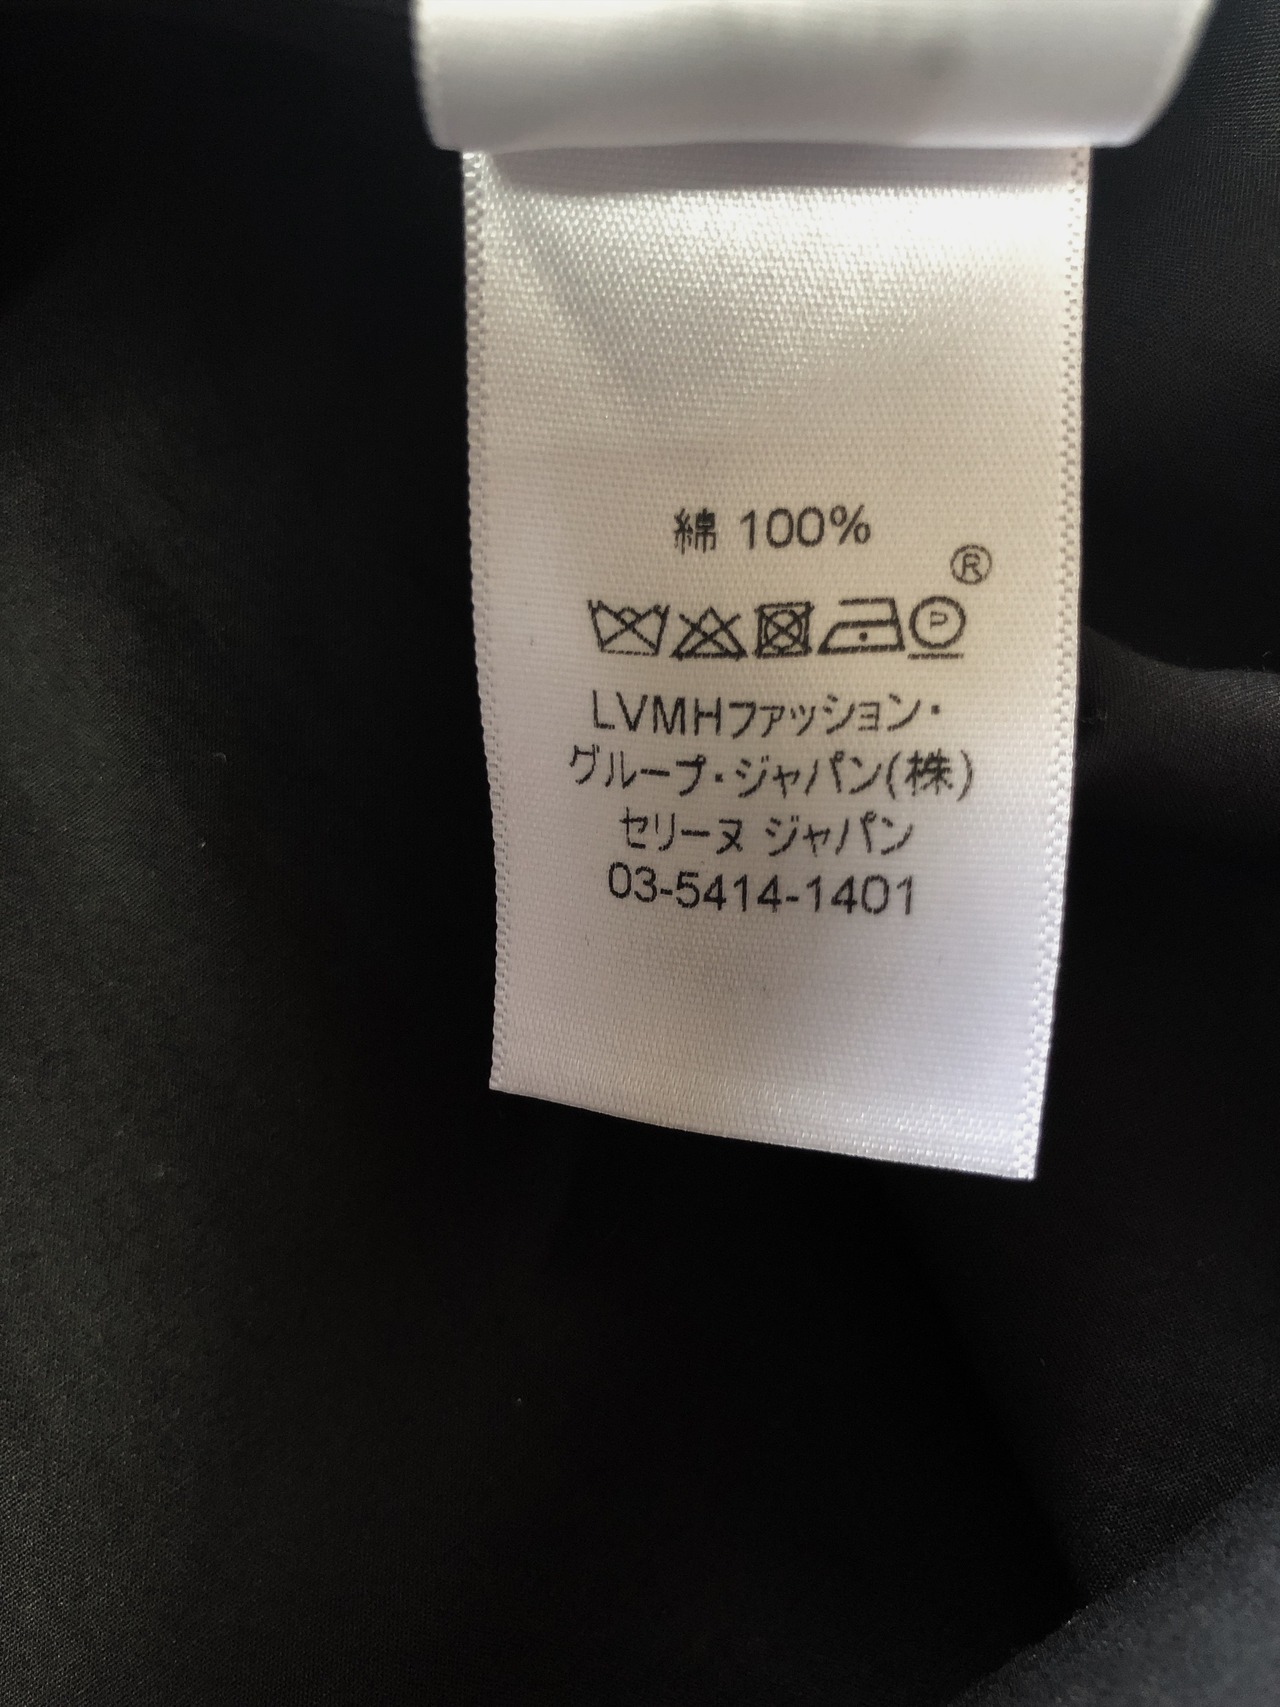 綿 100%
®
P
LVMHファッション・
グループ・ジャパン(株)
セリーヌ ジャパン
03-5414-1401